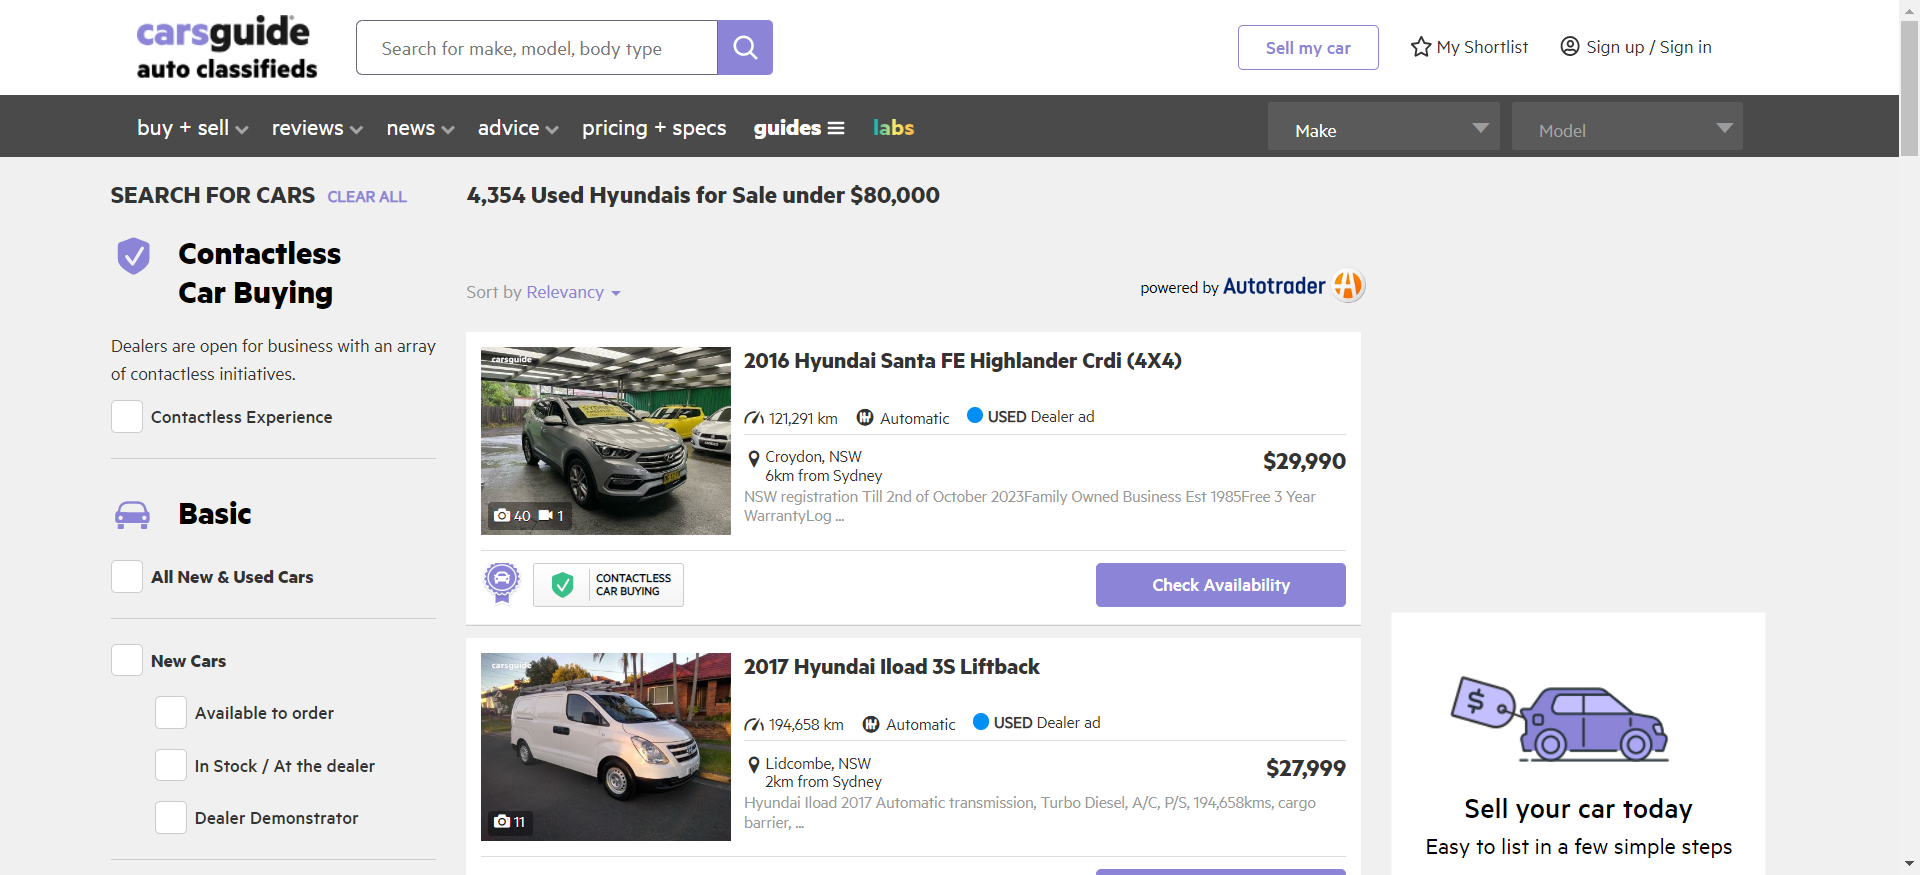 carsguide
auto classifieds
Search for make, model, body type
Sell my car
My Shortlist
Sign up / Sign in
buy + sell
reviews
news
advice
pricing + specs
guides
labs
Make
Model
SEARCH FOR CARS
CLEAR ALL
4,354 Used Hyundais for Sale under $80,000
Contactless
Car Buying
Dealers are open for business with an array
of contactless initiatives.
Contactless Experience
Basic
All New & Used Cars
New Cars
Available to order
In Stock / At the dealer
Dealer Demonstrator
Sort by Relevancy
powered by Autotrader
carsguide
40
1
2016 Hyundai Santa FE Highlander Crdi (4X4)
121,291 km
Automatic
USED Dealer ad
Croydon, NSW
6km from Sydney
$29,990
NSW registration Till 2nd of October 2023Family Owned Business Est 1985Free 3 Year
WarrantyLog ...
CONTACTLESS
CAR BUYING
Check Availability
carsguide
11
2017 Hyundai Iload 3S Liftback
194,658 km
Automatic
USED Dealer ad
Lidcombe, NSW
2km from Sydney
$27,999
Hyundai Iload 2017 Automatic transmission, Turbo Diesel, A/C, P/S, 194,658kms, cargo
barrier, ...
$
Sell your car today
Easy to list in a few simple steps